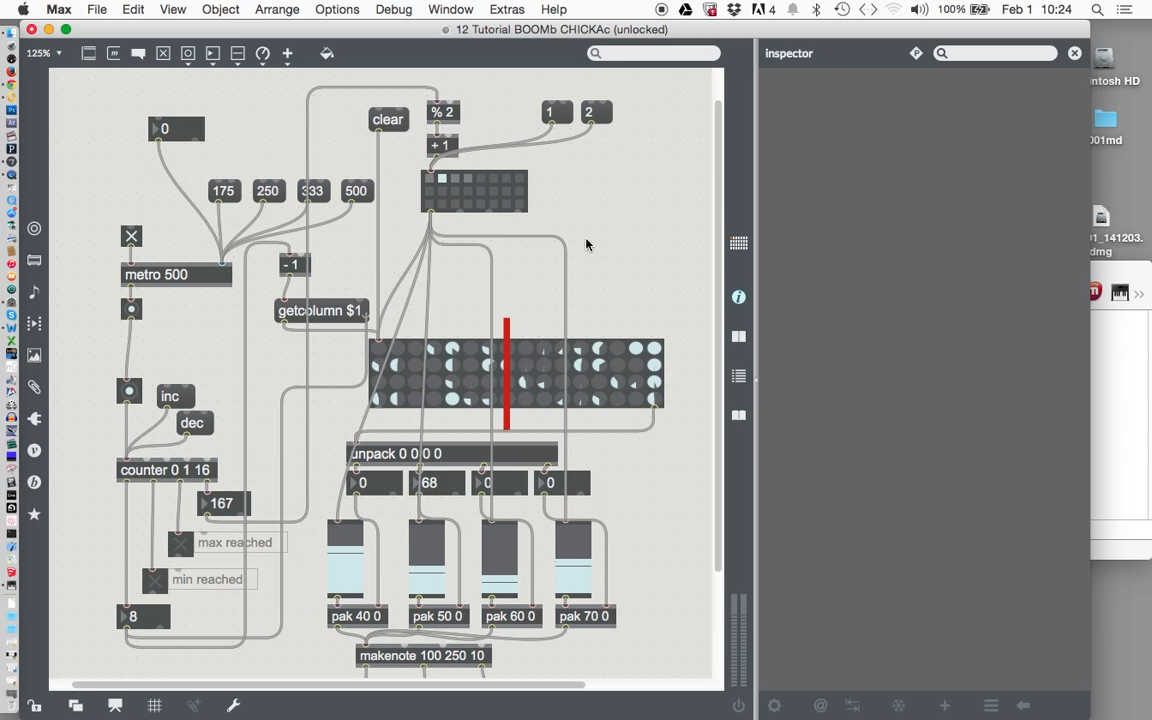 Max File Edit View Object Arrange Options Debug Window Extras Help
4 100% Feb 1 10:24
12 Tutorial BOOMb CHICKAc (unlocked)
125%
inspector
0
clear
% 2
1
2
+ 1
175
250
333
500
metro 500
- 1
getcolumn $1
inc
dec
counter 0 1 16
167
max reached
min reached
8
unpack 0 0 0 0
0
68
0
0
pak 40 0
pak 50 0
pak 60 0
pak 70 0
makenote 100 250 10
intosh HD
001md
01_141203.
dmg